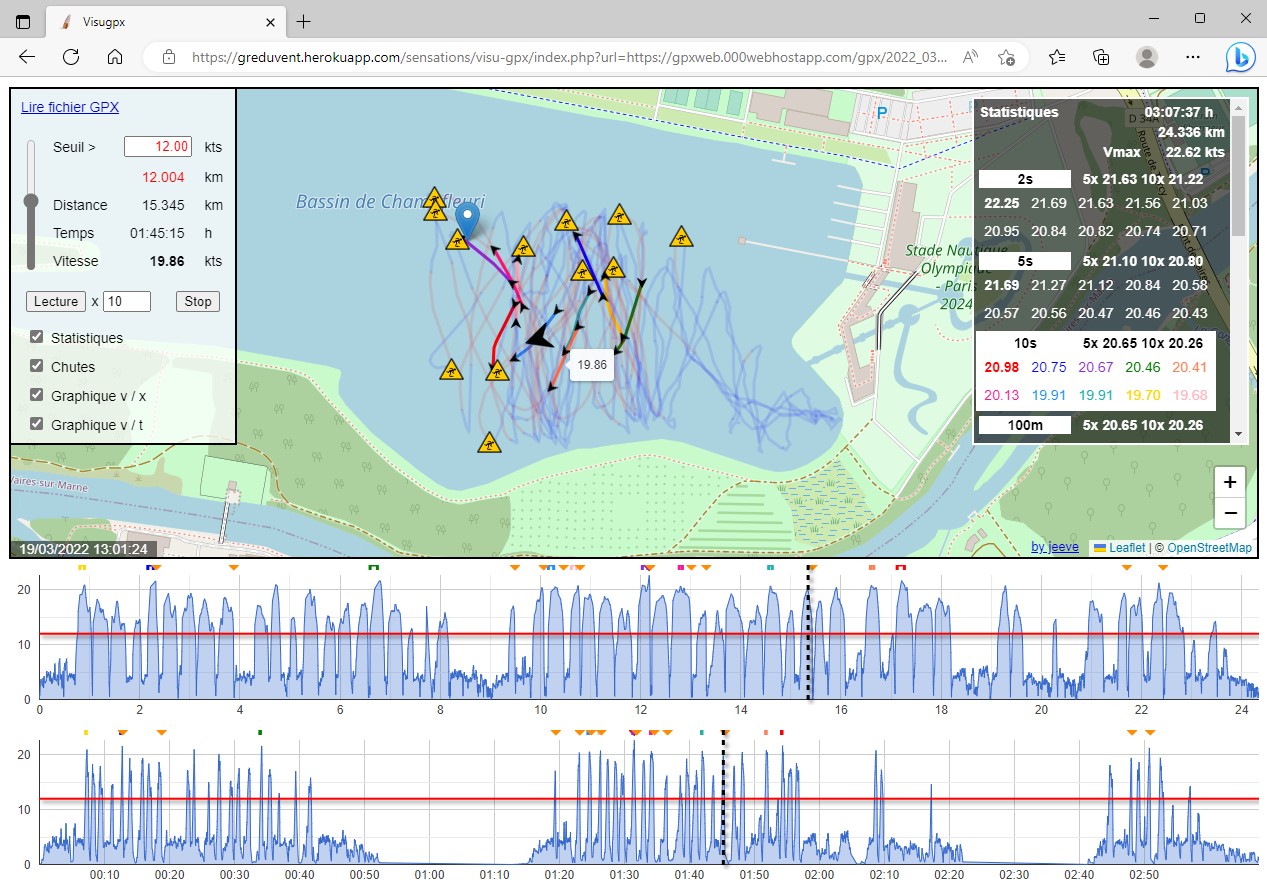 Visugpx
https://greduvent.herokuapp.com/sensations/visu-gpx/index.php?url=https://gpxweb.000webhostapp.com/gpx/2022_03...
Lire fichier GPX
Seuil > 12.00 kts
12.004 km
Distance 15.345 km
Temps 01:45:15 h
Vitesse 19.86 kts
Lecture x 10 Stop
Statistiques
Chutes
Graphique v / x
Graphique v / t
P
D 34A
Route de
Stade Nautique
Olympique
- Paris
2024
19.86
aires-sur-Marne
19/03/2022 13:01:24
Statistiques 03:07:37 h
24.336 km
Vmax 22.62 kts
2s 5x 21.63 10x 21.22
22.25 21.69 21.63 21.56 21.03
20.95 20.84 20.82 20.74 20.71
5s 5x 21.10 10x 20.80
21.69 21.27 21.12 20.84 20.58
20.57 20.56 20.47 20.46 20.43
10s 5x 20.65 10x 20.26
20.98 20.75 20.67 20.46 20.41
20.13 19.91 19.91 19.70 19.68
100m 5x 20.65 10x 20.26
+
−
by jeeve Leaflet | © OpenStreetMap
20
10
0
0 2 4 6 8 10 12 14 16 18 20 22 24
20
10
0
00:10 00:20 00:30 00:40 00:50 01:00 01:10 01:20 01:30 01:40 01:50 02:00 02:10 02:20 02:30 02:40 02:50